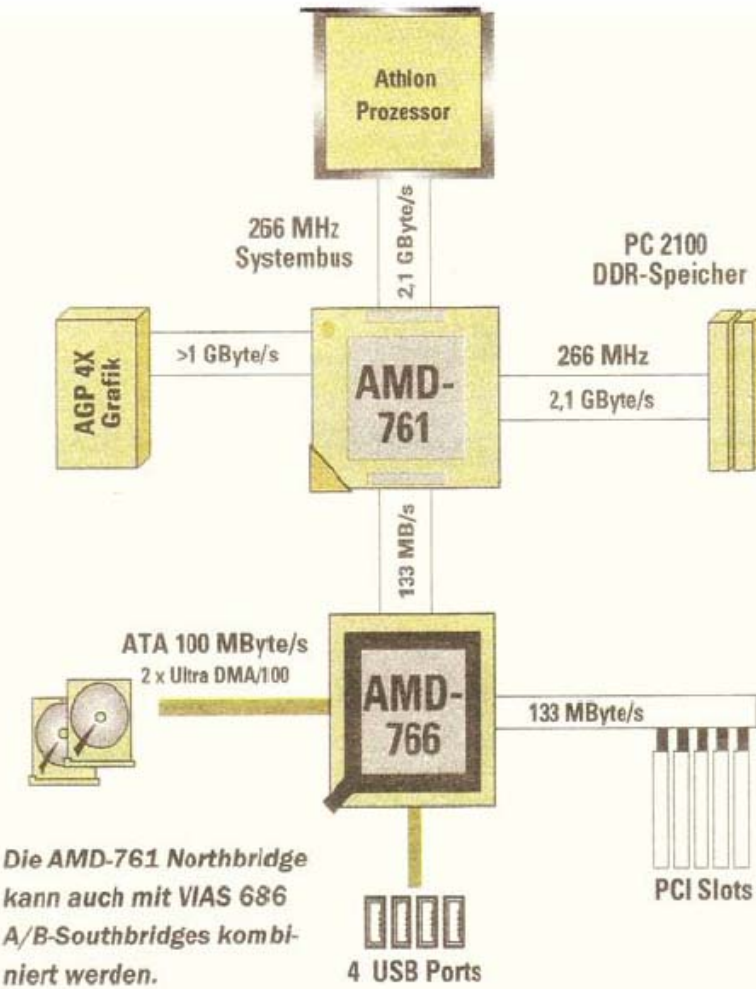 Athlon
Prozessor
266 MHz
Systembus
2,1 GByte/s
PC 2100
DDR-Speicher
AGP 4X
Grafik
>1 GByte/s
AMD-
761
266 MHz
2,1 GByte/s
133 MB/s
ATA 100 MByte/s
2 x Ultra DMA/100
AMD-
766
133 MByte/s
PCI Slots
4 USB Ports
Die AMD-761 Northbridge
kann auch mit VIAS 686
A/B-Southbridges kombi-
niert werden.